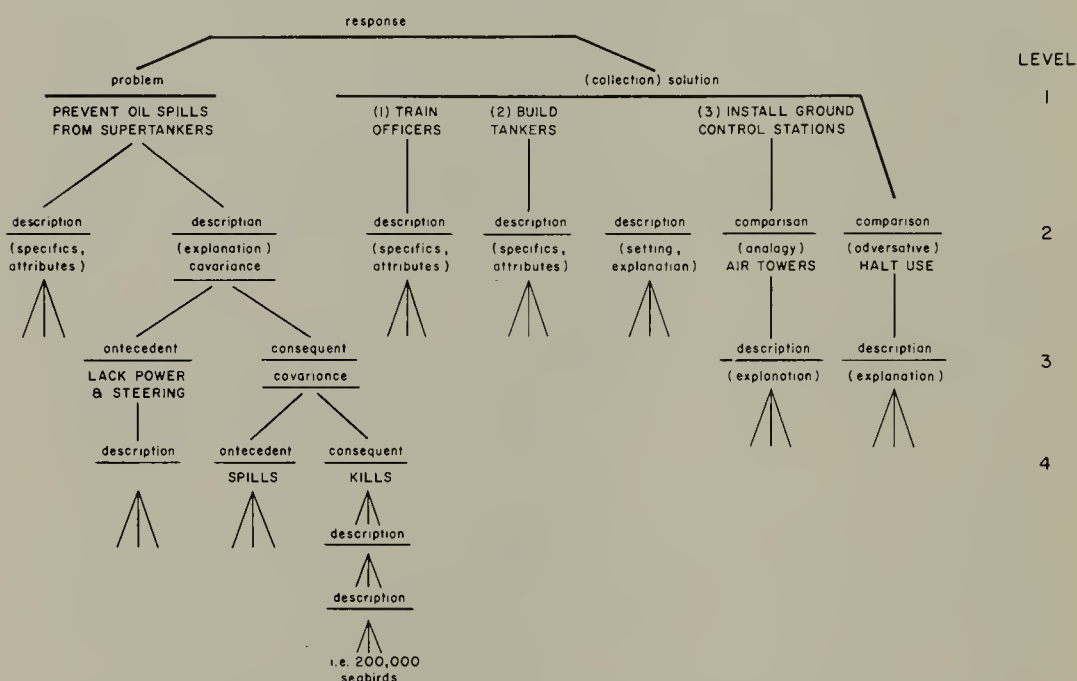 response
LEVEL
problem
(collection) solution
1
PREVENT OIL SPILLS
FROM SUPERTANKERS
(1) TRAIN
OFFICERS
(2) BUILD
TANKERS
(3) INSTALL GROUND
CONTROL STATIONS
description
(specifics,
attributes)
description
(explanation)
covariance
description
(specifics,
attributes)
description
(specifics,
attributes)
description
(setting,
explanation)
comparison
(analogy)
AIR TOWERS
comparison
(adversative)
HALT USE
2
antecedent
LACK POWER
& STEERING
consequent
covariance
description
(explanation)
description
(explanation)
3
description
antecedent
SPILLS
consequent
KILLS
4
description
description
i.e. 200,000
seabirds